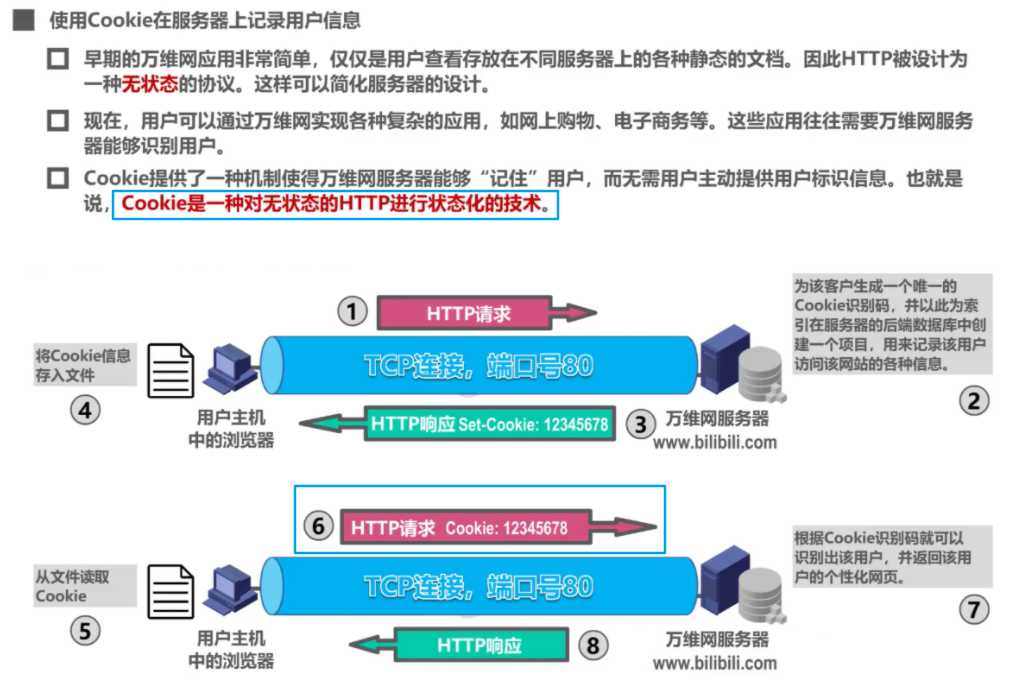 使用Cookie在服务器上记录用户信息
早期的万维网应用非常简单，仅仅是用户查看存放在不同服务器上的各种静态的文档。因此HTTP被设计为
一种无状态的协议。这样可以简化服务器的设计。
现在，用户可以通过万维网实现各种复杂的应用，如网上购物、电子商务等。这些应用往往需要万维网服务
器能够识别用户。
Cookie提供了一种机制使得万维网服务器能够“记住”用户，而无需用户主动提供用户标识信息。也就是
说，Cookie是一种对无状态的HTTP进行状态化的技术。
① HTTP请求
为该客户生成一个唯一的
Cookie识别码，并以此为索
引在服务器的后端数据库中创
建一个项目，用来记录该用户
访问该网站的各种信息。
②
将Cookie信息
存入文件
④
TCP连接，端口号80
用户主机
中的浏览器
HTTP响应 Set-Cookie: 12345678 ③
万维网服务器
www.bilibili.com
⑥ HTTP请求 Cookie: 12345678
根据Cookie识别码就可以
识别出该用户，并返回该用
户的个性化网页。
⑦
从文件读取
Cookie
⑤
TCP连接，端口号80
用户主机
中的浏览器
HTTP响应 ⑧
万维网服务器
www.bilibili.com